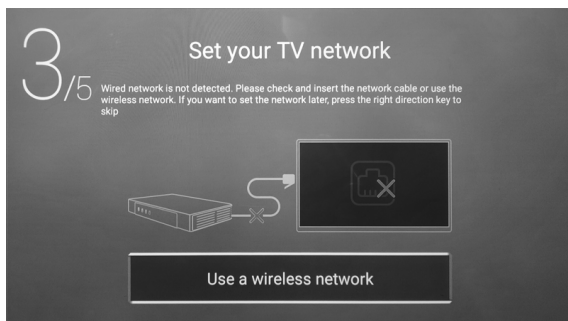 3/5
Set your TV network
Wired network is not detected. Please check and insert the network cable or use the
wireless network. If you want to set the network later, press the right direction key to
skip
Use a wireless network